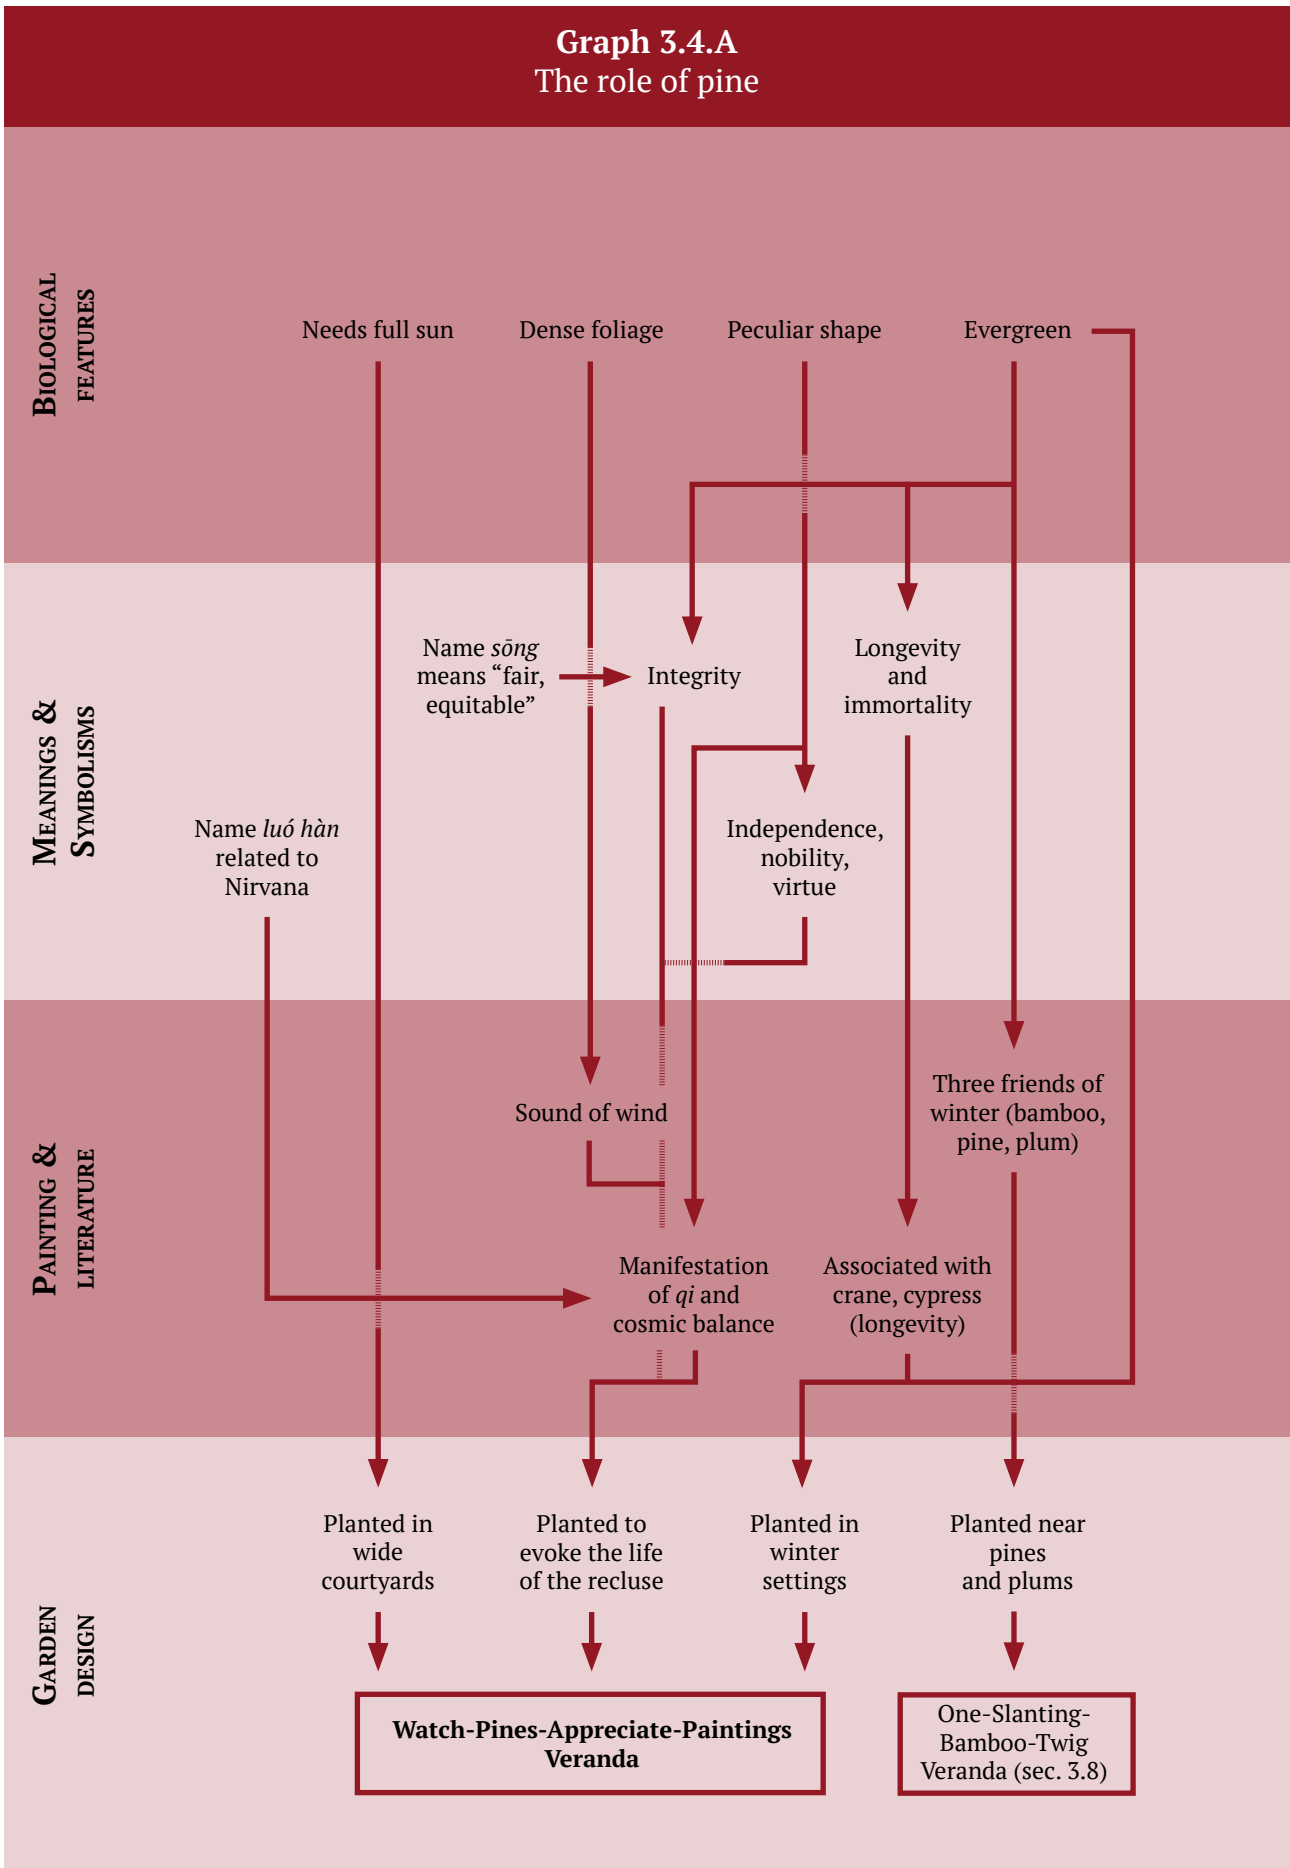 Graph 3.4.A
The role of pine
BIOLOGICAL
FEATURES
Needs full sun
Dense foliage
Peculiar shape
Evergreen
MEANINGS &
SYMBOLISMS
Name sōng
means “fair,
equitable”
Integrity
Longevity
and
immortality
Name luó hàn
related to
Nirvana
Independence,
nobility,
virtue
PAINTING &
LITERATURE
Sound of wind
Three friends of
winter (bamboo,
pine, plum)
Manifestation
of qi and
cosmic balance
Associated with
crane, cypress
(longevity)
GARDEN
DESIGN
Planted in
wide
courtyards
Planted to
evoke the life
of the recluse
Planted in
winter
settings
Planted near
pines
and plums
Watch-Pines-Appreciate-Paintings
Veranda
One-Slanting-
Bamboo-Twig
Veranda (sec. 3.8)